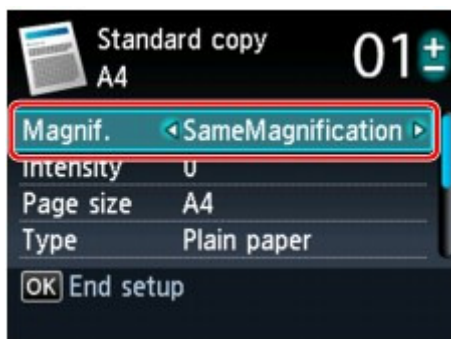 Standard copy
A4
01±
Magnif. SameMagnification
Intensity 0
Page size A4
Type Plain paper
OK End setup